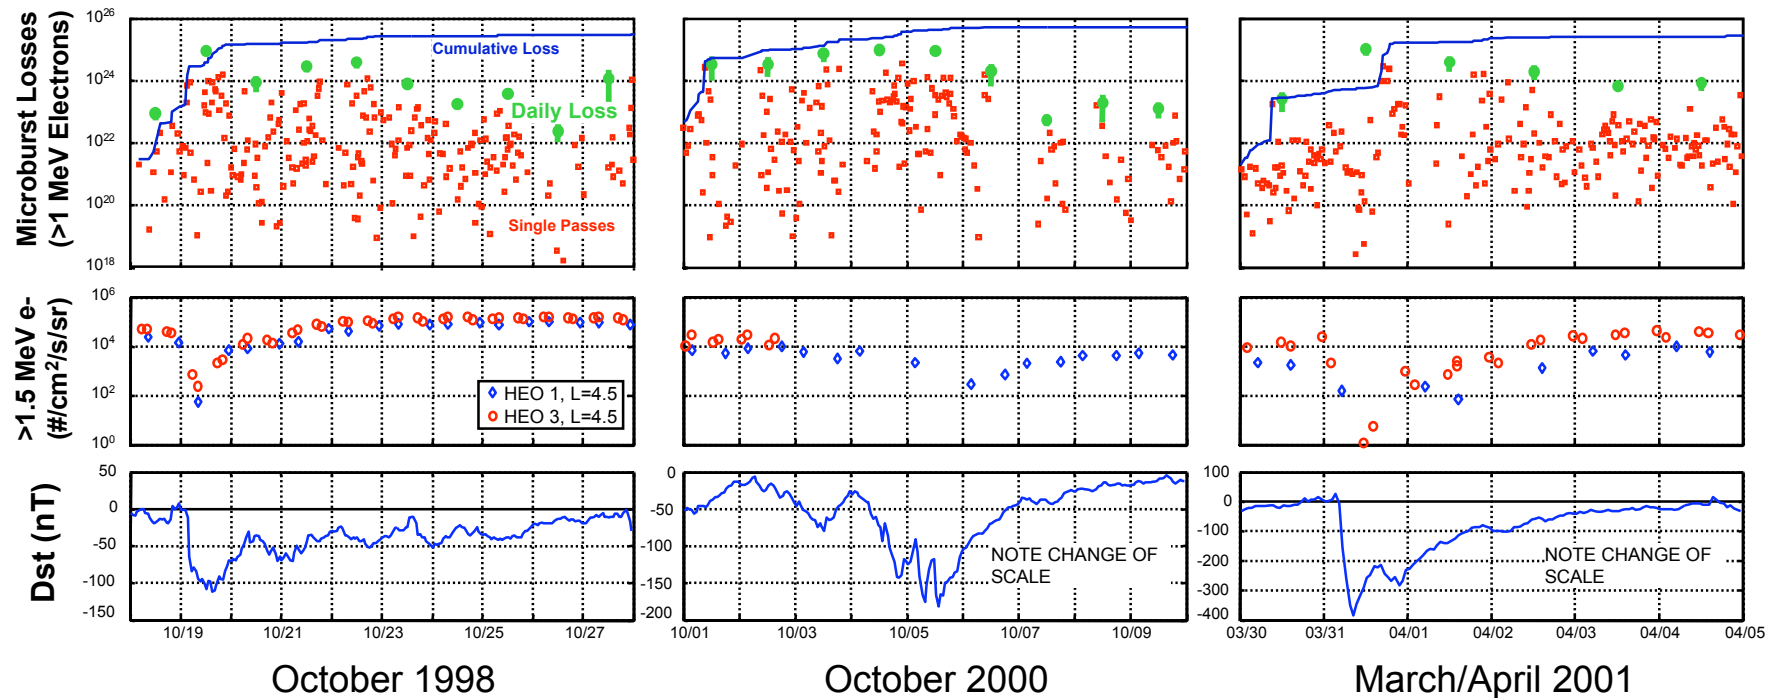 Microburst Losses
(>1 MeV Electrons)
10^26
10^24
10^22
10^20
10^18
Cumulative Loss
Daily Loss
Single Passes
>1.5 MeV e-
(#/cm^2/s/sr)
10^6
10^4
10^2
10^0
HEO 1, L=4.5
HEO 3, L=4.5
Dst (nT)
50
0
-50
-100
-150
10/19 10/21 10/23 10/25 10/27
October 1998
0
-50
-100
-150
-200
NOTE CHANGE OF
SCALE
10/01 10/03 10/05 10/07 10/09
October 2000
100
0
-100
-200
-300
-400
NOTE CHANGE OF
SCALE
03/30 03/31 04/01 04/02 04/03 04/04 04/05
March/April 2001